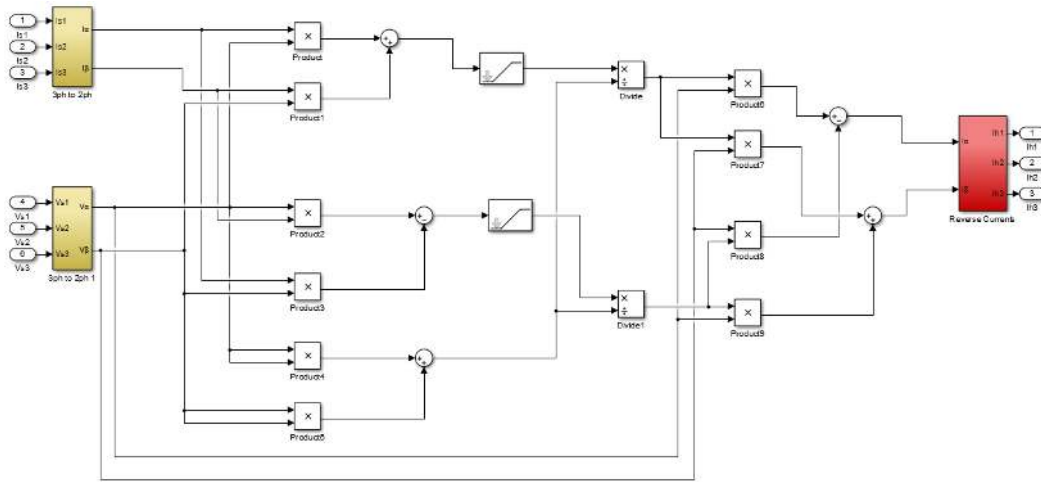 1
Is1
2
Is2
3
Is3
Is1
Is2
Is3
Iα
Iβ
3ph to 2ph
4
Vs1
5
Vs2
6
Vs3
Vs1
Vs2
Vs3
Vα
Vβ
3ph to 2ph 1
×
Product
×
Product1
×
Product2
×
Product3
×
Product4
×
Product5
+
+
+
−
+
+
×
÷
Divide
×
÷
Divide1
×
Product6
×
Product7
×
Product8
×
Product9
+
−
+
+
Iα
Iβ
Ih1
Ih2
Ih3
Reverse Currents
1
Ih1
2
Ih2
3
Ih3